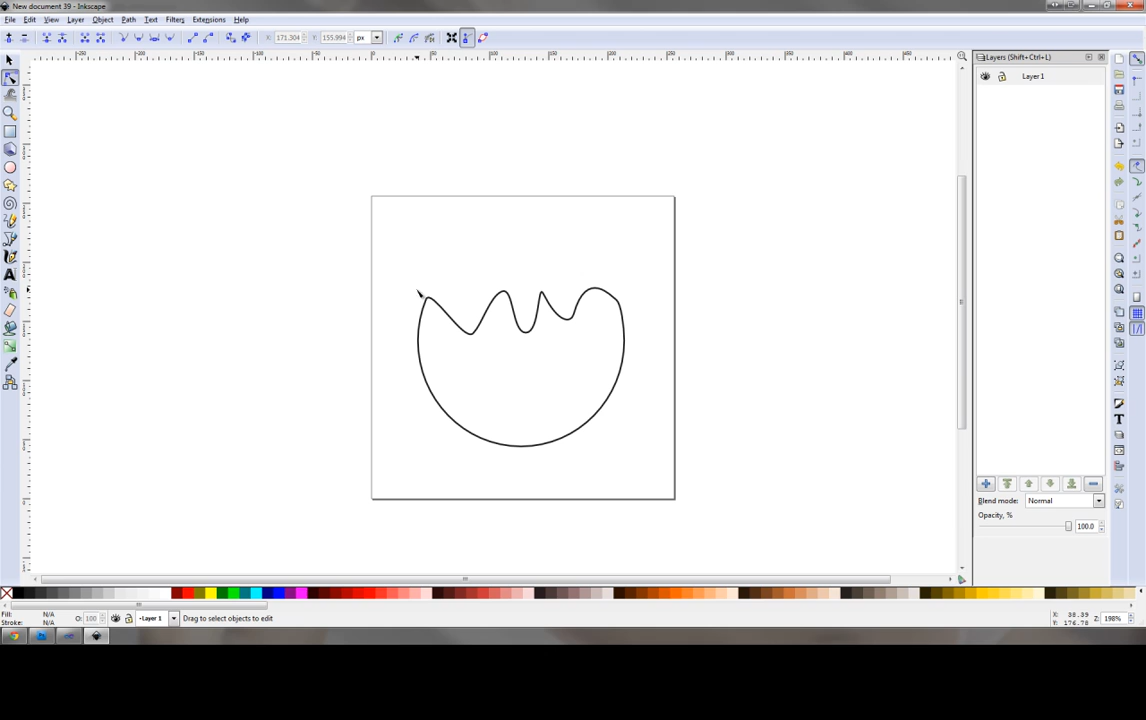 New document 39 - Inkscape
File Edit View Layer Object Path Text Filters Extensions Help
X: 171.304 Y: 155.994 px
Layers (Shift+Ctrl+L)
Layer 1
Blend mode: Normal
Opacity, %
100.0
Fill: N/A
Stroke: N/A
O: 100
Layer 1
Drag to select objects to edit
X: 38.39
Y: 176.78
Z: 198%